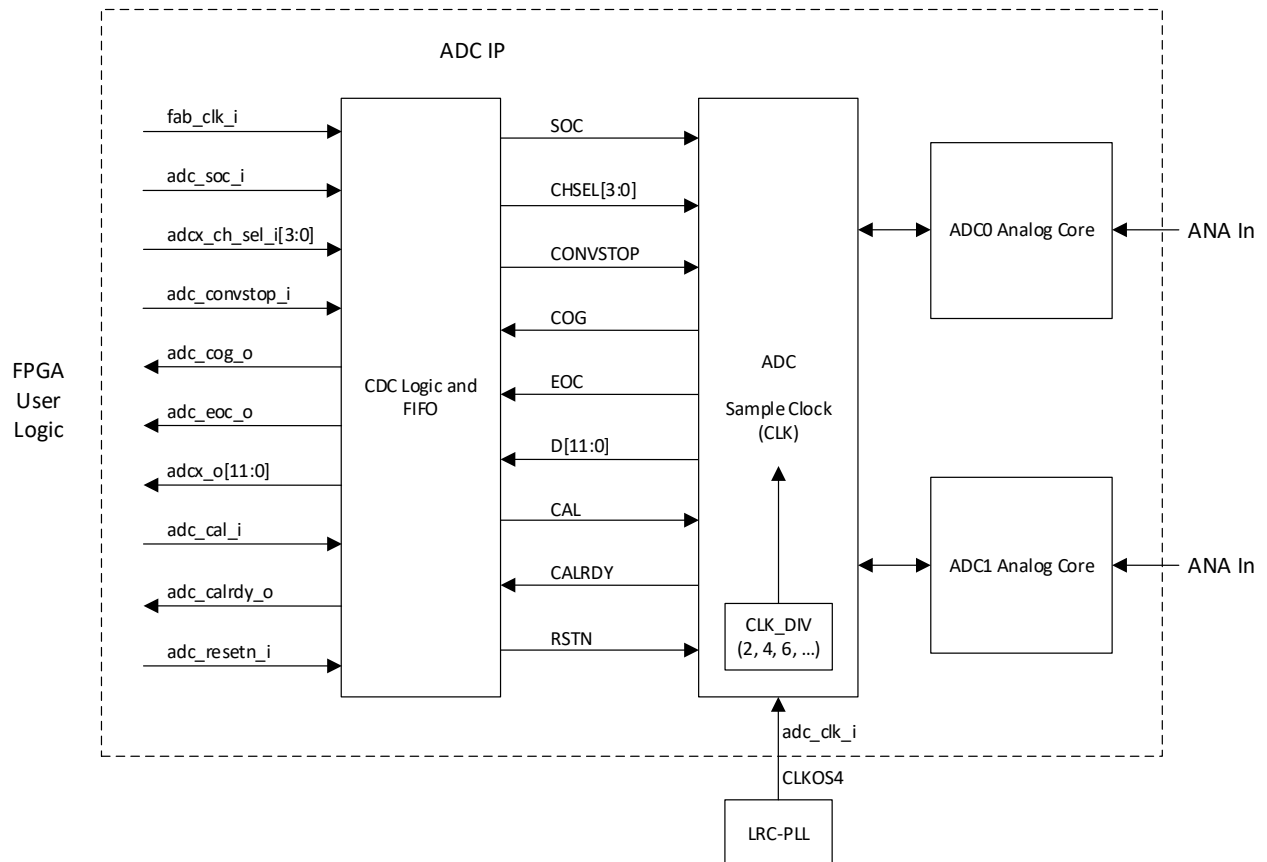 ADC IP
fab_clk_i
adc_soc_i
adcx_ch_sel_i[3:0]
adc_convstop_i
adc_cog_o
adc_eoc_o
adcx_o[11:0]
adc_cal_i
adc_calrdy_o
adc_resetn_i
FPGA
User
Logic
CDC Logic and
FIFO
SOC
CHSEL[3:0]
CONVSTOP
COG
EOC
D[11:0]
CAL
CALRDY
RSTN
ADC
Sample Clock
(CLK)
CLK_DIV
(2, 4, 6, ...)
ADC0 Analog Core
ANA In
ADC1 Analog Core
ANA In
adc_clk_i
CLKOS4
LRC-PLL